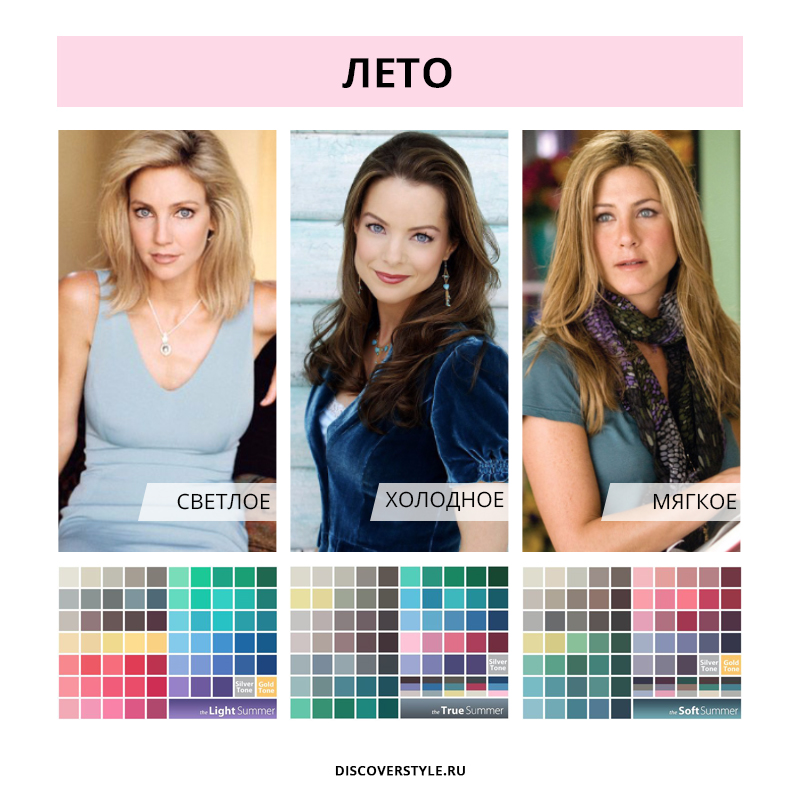 ЛЕТО
СВЕТЛОЕ
ХОЛОДНОЕ
МЯГКОЕ
Silver Tone
Gold Tone
the Light Summer
Silver Tone
the True Summer
Silver Tone
Gold Tone
the Soft Summer
DISCOVERSTYLE.RU